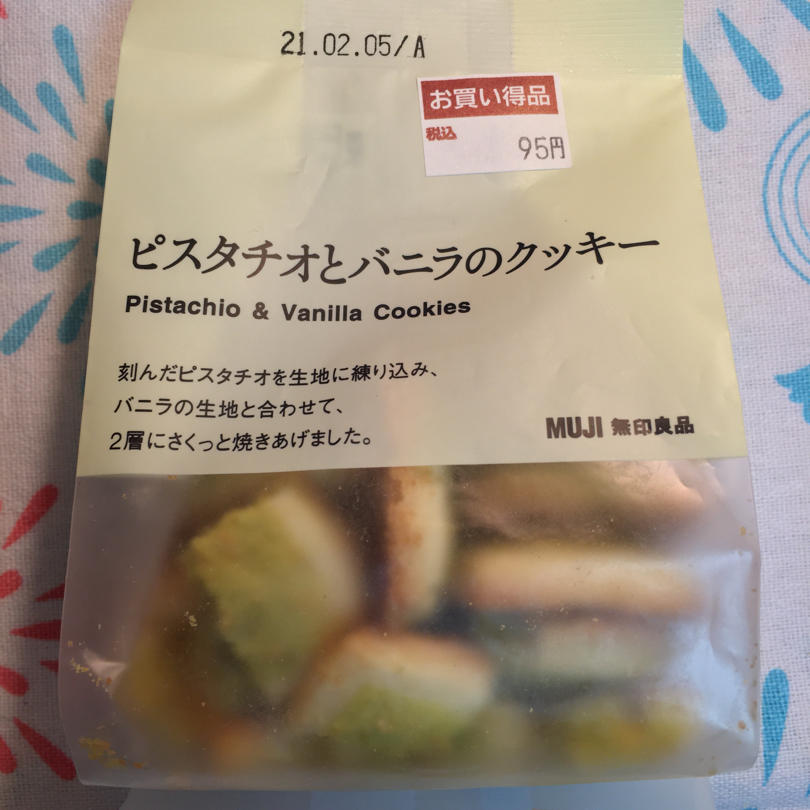 21.02.05/A
お買い得品
税込
95円
ピスタチオとバニラのクッキー
Pistachio & Vanilla Cookies
刻んだピスタチオを生地に練り込み、
バニラの生地と合わせて、
2層にさくっと焼きあげました。
MUJI 無印良品